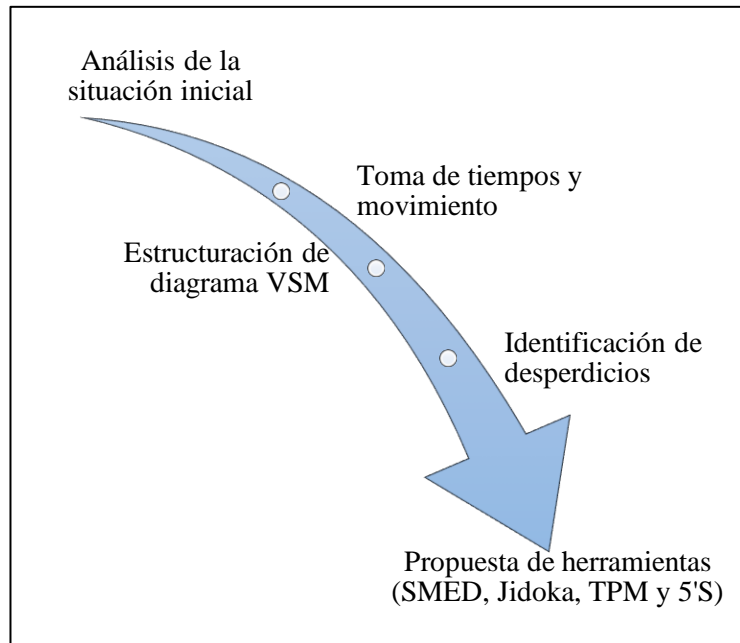 Análisis de la
situación inicial
Toma de tiempos y
movimiento
Estructuración de
diagrama VSM
Identificación de
desperdicios
Propuesta de herramientas
(SMED, Jidoka, TPM y 5'S)